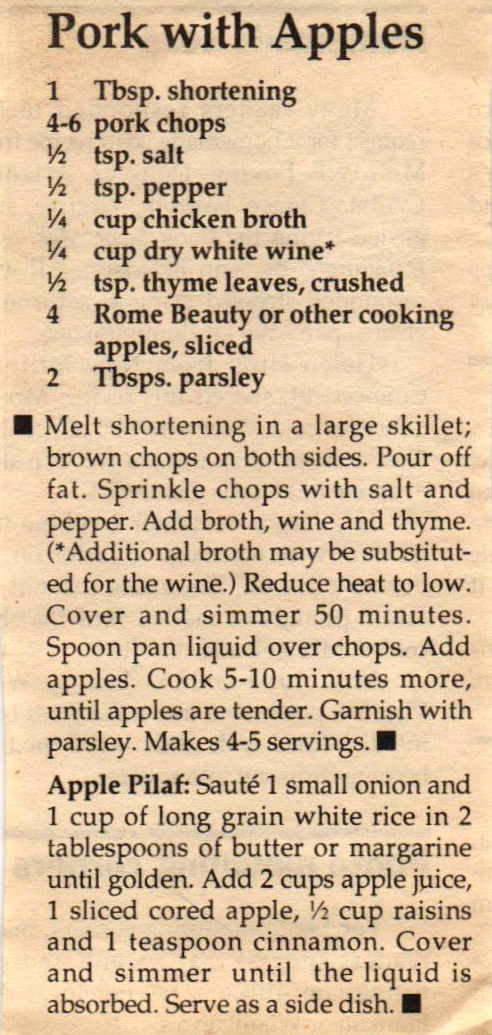 Pork with Apples
1 Tbsp. shortening
4-6 pork chops
½ tsp. salt
½ tsp. pepper
¼ cup chicken broth
¼ cup dry white wine*
½ tsp. thyme leaves, crushed
4 Rome Beauty or other cooking
apples, sliced
2 Tbsps. parsley
■ Melt shortening in a large skillet;
brown chops on both sides. Pour off
fat. Sprinkle chops with salt and
pepper. Add broth, wine and thyme.
(*Additional broth may be substitut-
ed for the wine.) Reduce heat to low.
Cover and simmer 50 minutes.
Spoon pan liquid over chops. Add
apples. Cook 5-10 minutes more,
until apples are tender. Garnish with
parsley. Makes 4-5 servings. ■
Apple Pilaf: Sauté 1 small onion and
1 cup of long grain white rice in 2
tablespoons of butter or margarine
until golden. Add 2 cups apple juice,
1 sliced cored apple, ½ cup raisins
and 1 teaspoon cinnamon. Cover
and simmer until the liquid is
absorbed. Serve as a side dish. ■